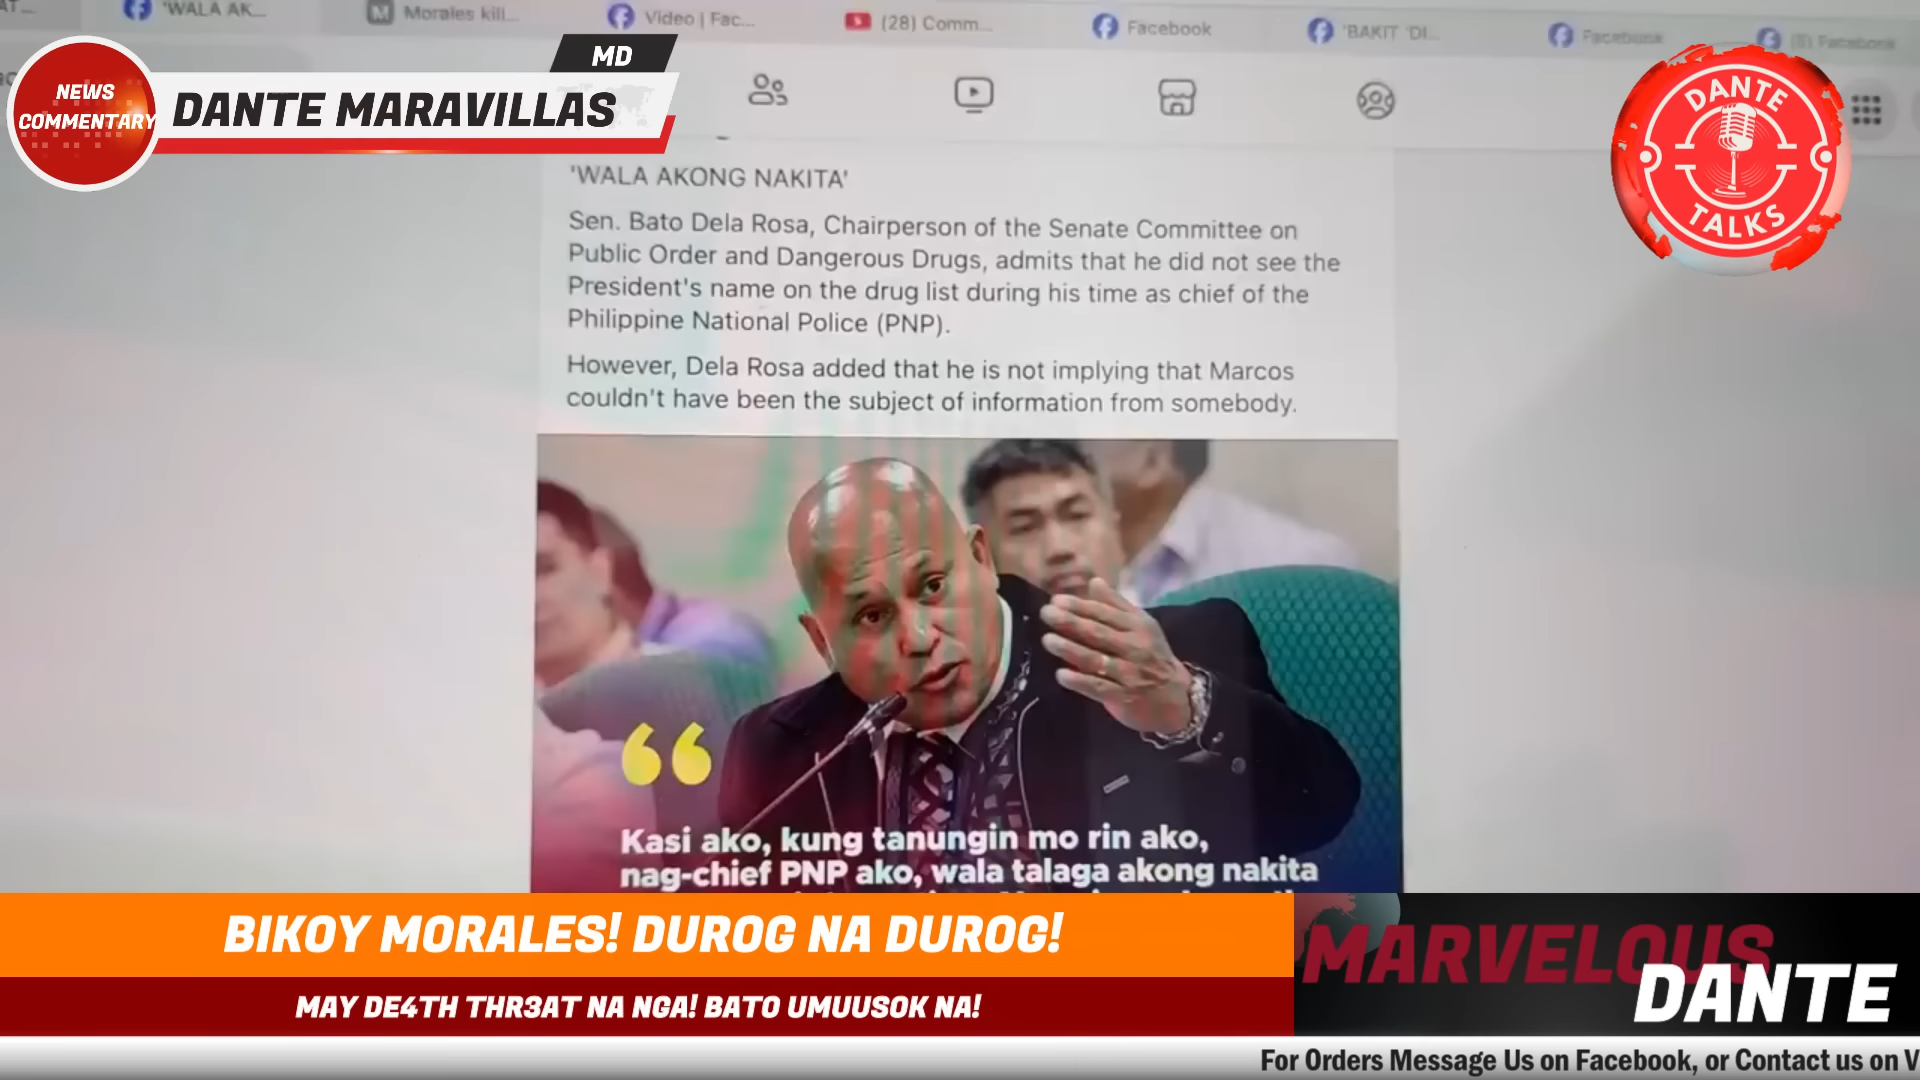 'WALA AK...
Morales kill...
Video | Fac...
(28) Comm...
Facebook
'BAKIT 'DI...
Facebook
(5) Facebook
MD
NEWS
COMMENTARY
DANTE MARAVILLAS
DANTE
TALKS
'WALA AKONG NAKITA'
Sen. Bato Dela Rosa, Chairperson of the Senate Committee on
Public Order and Dangerous Drugs, admits that he did not see the
President's name on the drug list during his time as chief of the
Philippine National Police (PNP).
However, Dela Rosa added that he is not implying that Marcos
couldn't have been the subject of information from somebody.
“
Kasi ako, kung tanungin mo rin ako,
nag-chief PNP ako, wala talaga akong nakita
BIKOY MORALES! DUROG NA DUROG!
MAY DE4TH THR3AT NA NGA! BATO UMUUSOK NA!
MARVELOUS
DANTE
For Orders Message Us on Facebook, or Contact us on V